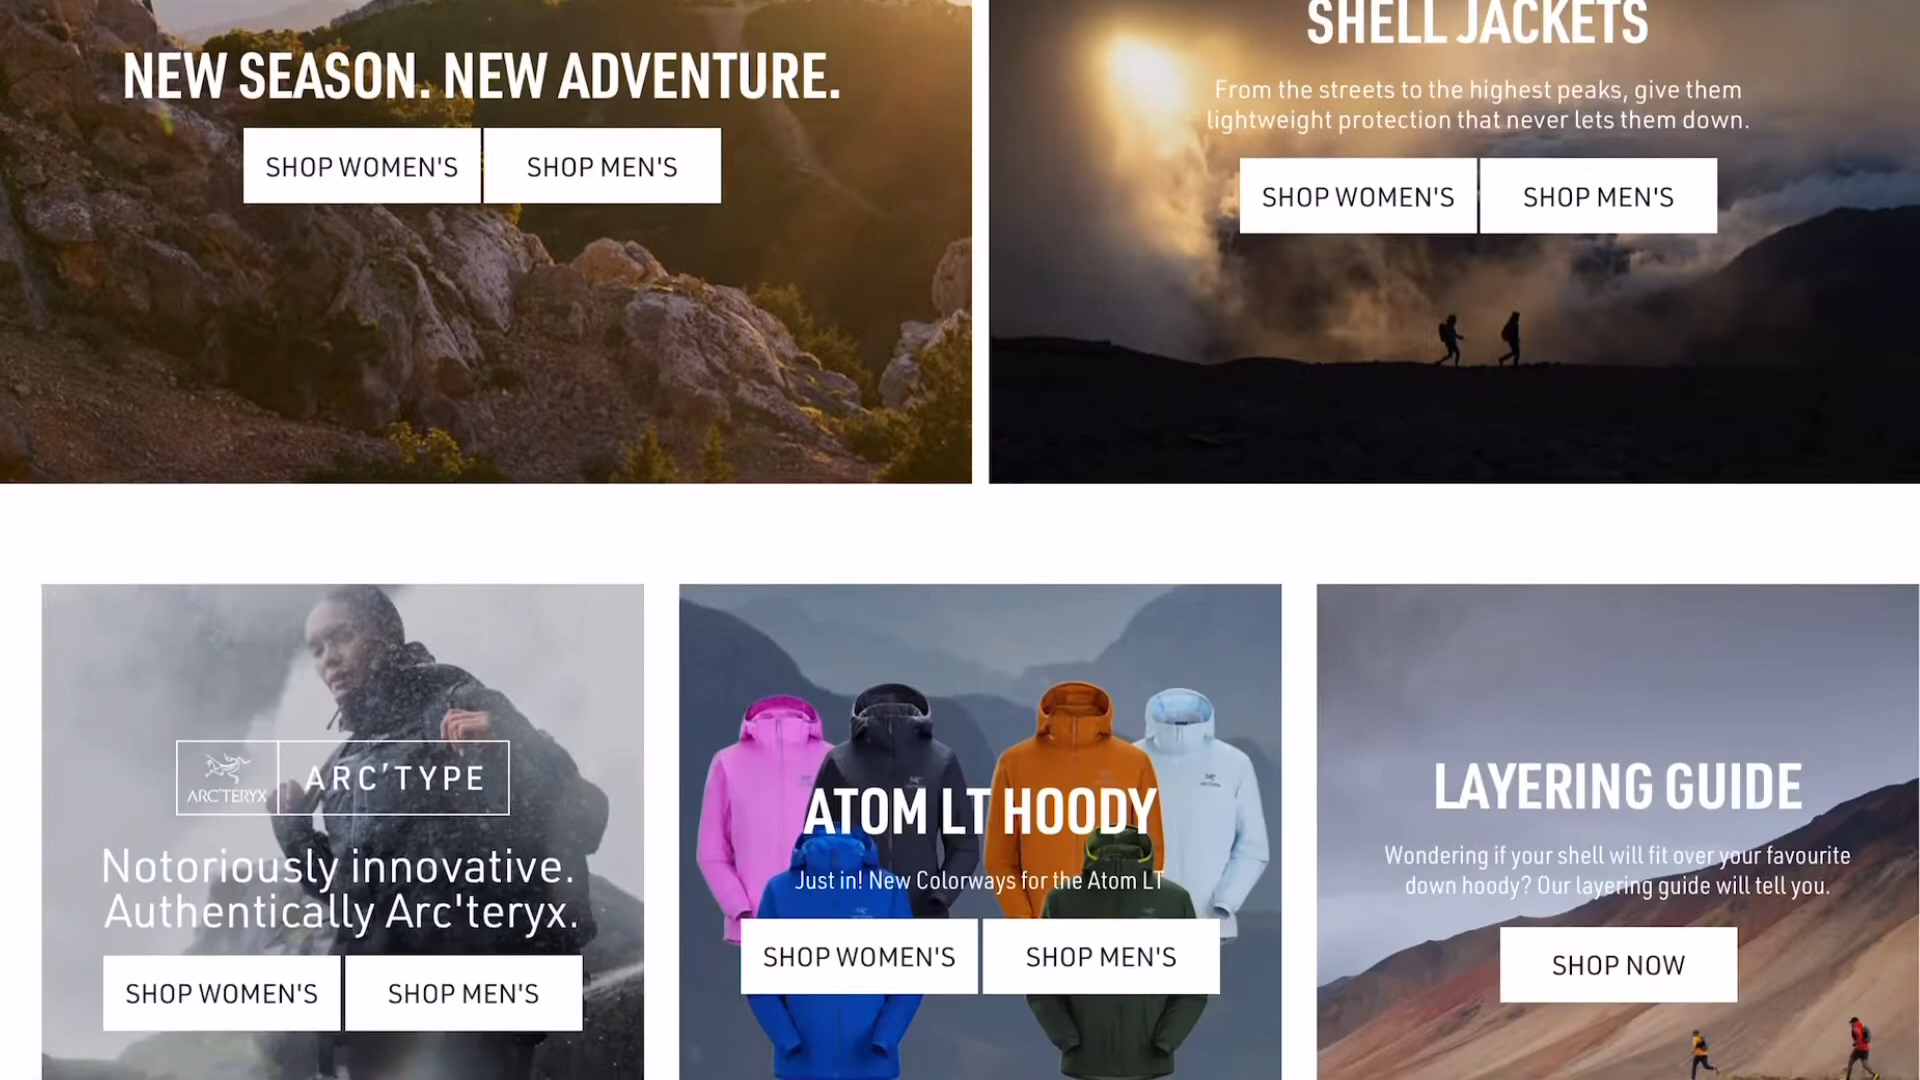 NEW SEASON. NEW ADVENTURE.
SHOP WOMEN'S
SHOP MEN'S
SHELL JACKETS
From the streets to the highest peaks, give them
lightweight protection that never lets them down.
SHOP WOMEN'S
SHOP MEN'S
ARC'TERYX
ARC'TYPE
Notoriously innovative.
Authentically Arc'teryx.
SHOP WOMEN'S
SHOP MEN'S
ATOM LT HOODY
Just in! New Colorways for the Atom LT
SHOP WOMEN'S
SHOP MEN'S
LAYERING GUIDE
Wondering if your shell will fit over your favourite
down hoody? Our layering guide will tell you.
SHOP NOW